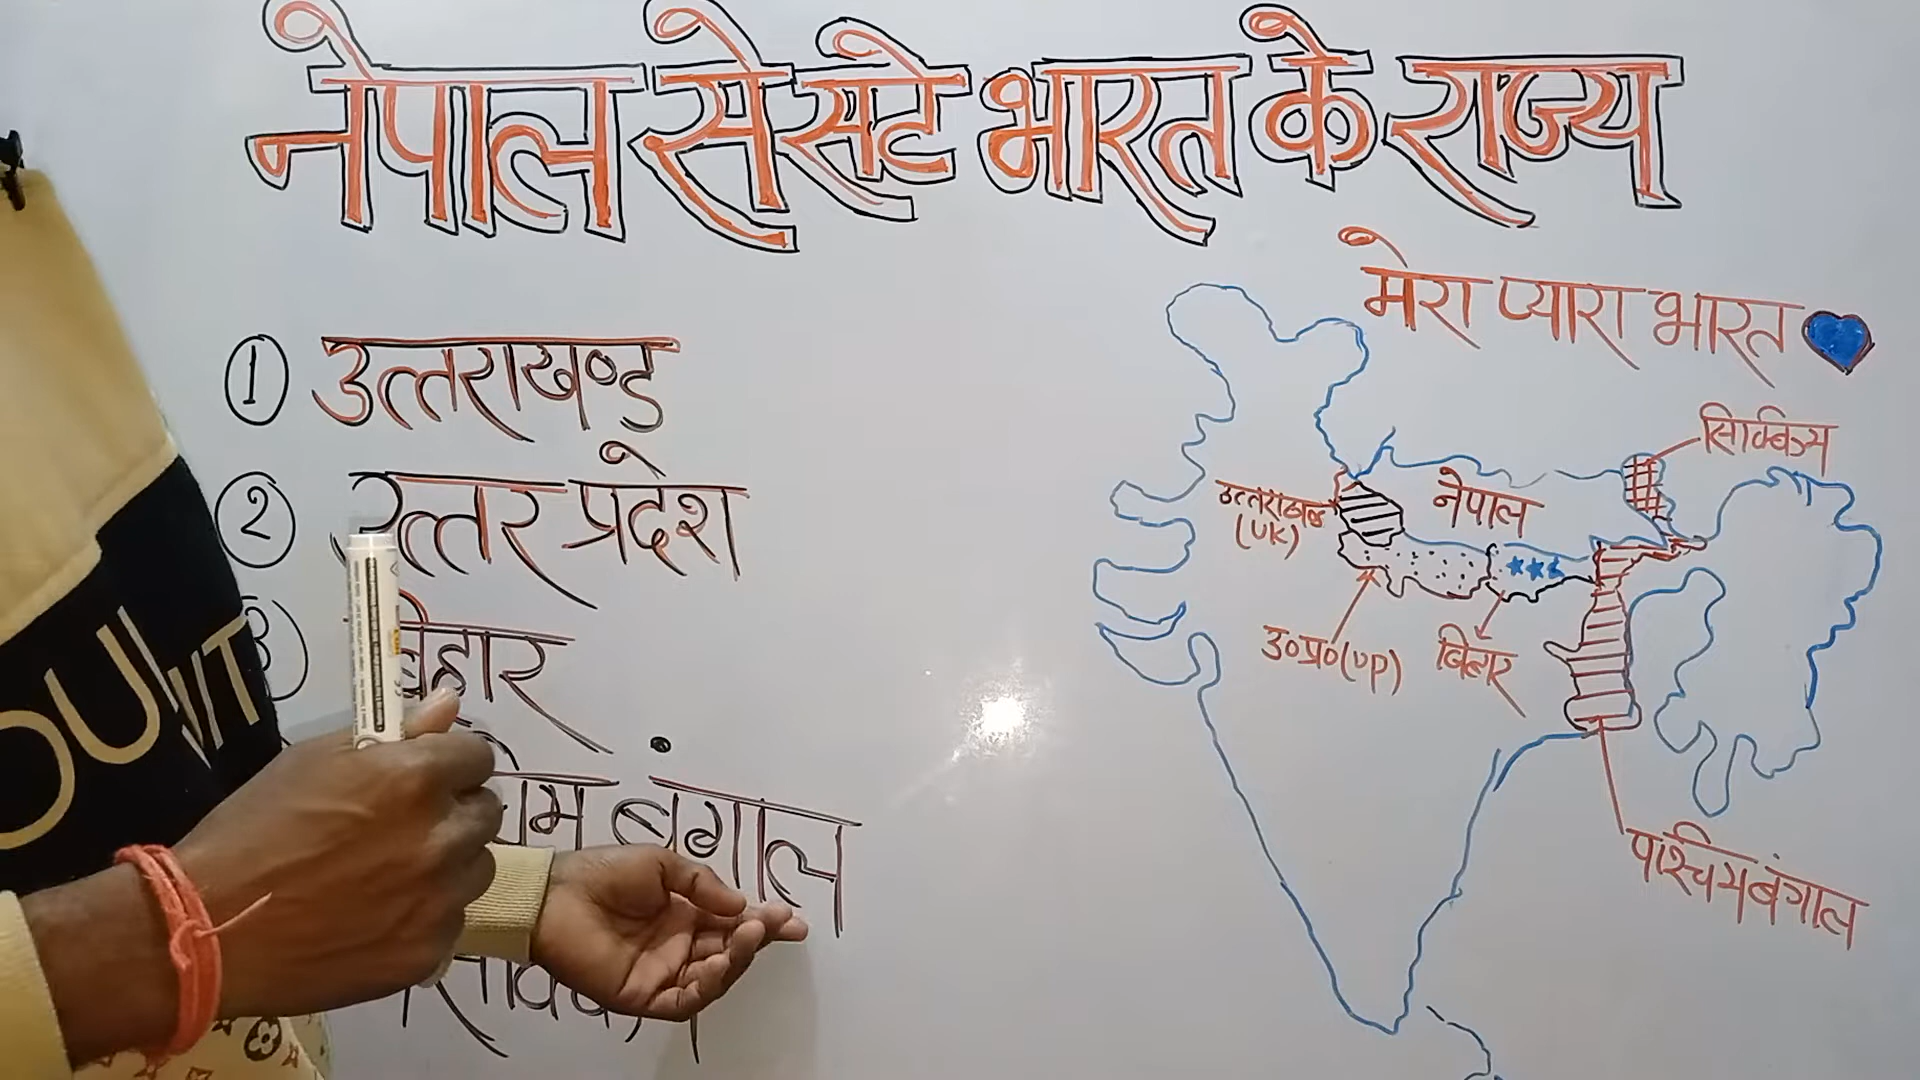 नेपाल से सटे भारत के राज्य
मेरा प्यारा भारत
① उत्तराखण्ड
② उत्तर प्रदेश
3 बिहार
बंगाल
सिक्किम
नेपाल
उत्तराखण्ड
(UK)
उ०प्र०(UP)
बिहार
पश्चिम बंगाल